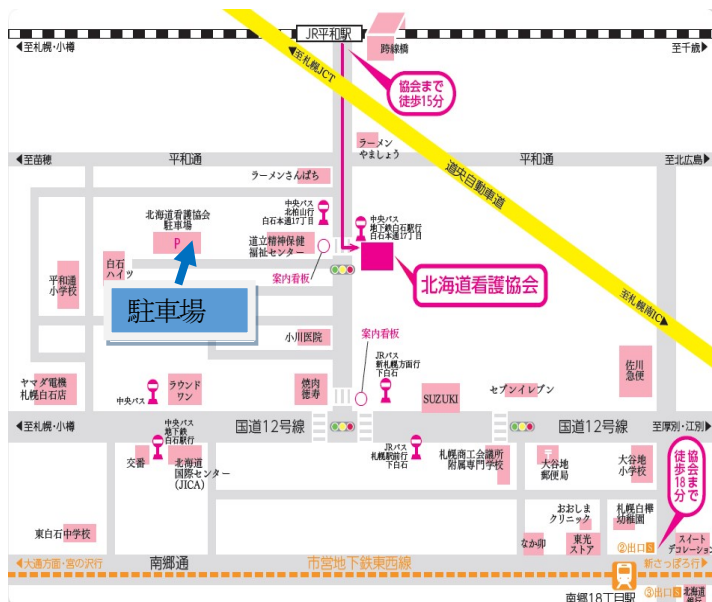 JR平和駅
跨線橋
◀至札幌・小樽
至千歳▶
◀至札幌JCT
協会まで
徒歩15分
ラーメン
やましょう
道央自動車道
◀至苗穂
平和通
平和通
至北広島▶
ラーメンさんぱち
中央バス
北柏山行
白石本通17丁目
中央バス
地下鉄白石駅行
白石本通17丁目
北海道看護協会
駐車場
P
道立精神保健
福祉センター
案内看板
白石
ハイツ
平和通
小学校
北海道看護協会
駐車場
至札幌南IC▶
小川医院
案内看板
JRバス
新札幌方面行
下白石
佐川
急便
ヤマダ電機
札幌白石店
中央バス
ラウンド
ワン
焼肉
徳寿
SUZUKI
セブンイレブン
◀至札幌・小樽
中央バス
地下鉄
白石駅行
国道12号線
国道12号線
至厚別・江別▶
交番
北海道
国際センター
(JICA)
JRバス
札幌駅前行
下白石
札幌商工会議所
附属専門学校
〒
大谷地
郵便局
大谷地
小学校
協会まで
徒歩18分
東白石中学校
おおしま
クリニック
札幌白樺
幼稚園
なか卯
東光
ストア
②出口S
スイート
デコレーション
◀大通方面・宮の沢行
南郷通
市営地下鉄東西線
新さっぽろ行▶
南郷18丁目駅
③出口S
北海道
銀行